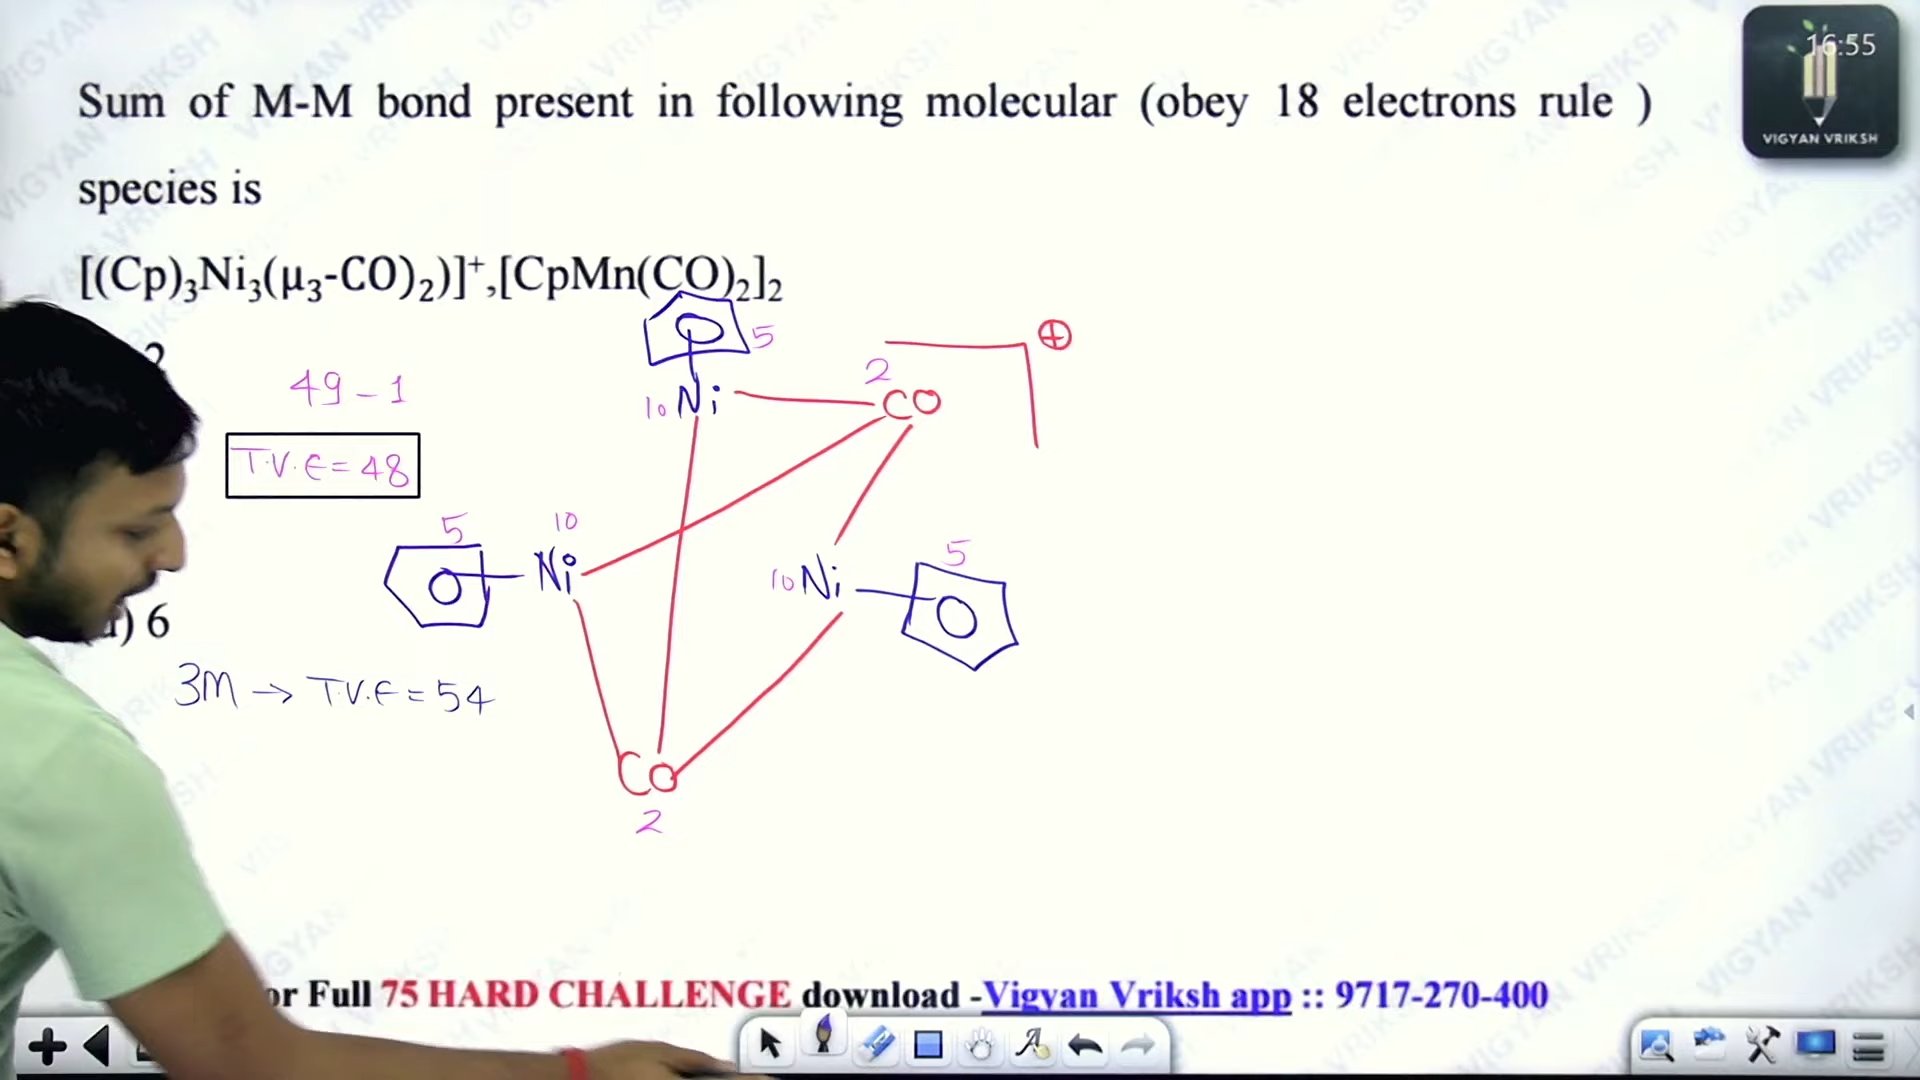 16:55
VIGYAN VRIKSH
Sum of M-M bond present in following molecular (obey 18 electrons rule )
species is
[(Cp)₃Ni₃(μ₃-CO)₂)]⁺,[CpMn(CO)₂]₂
2
5
⊕
49 - 1
10 Ni
2
CO
T.V.E = 48
5
10
Ni
10 Ni
5
) 6
3M → T.V.E = 54
CO
2
or Full 75 HARD CHALLENGE download -Vigyan Vriksh app :: 9717-270-400